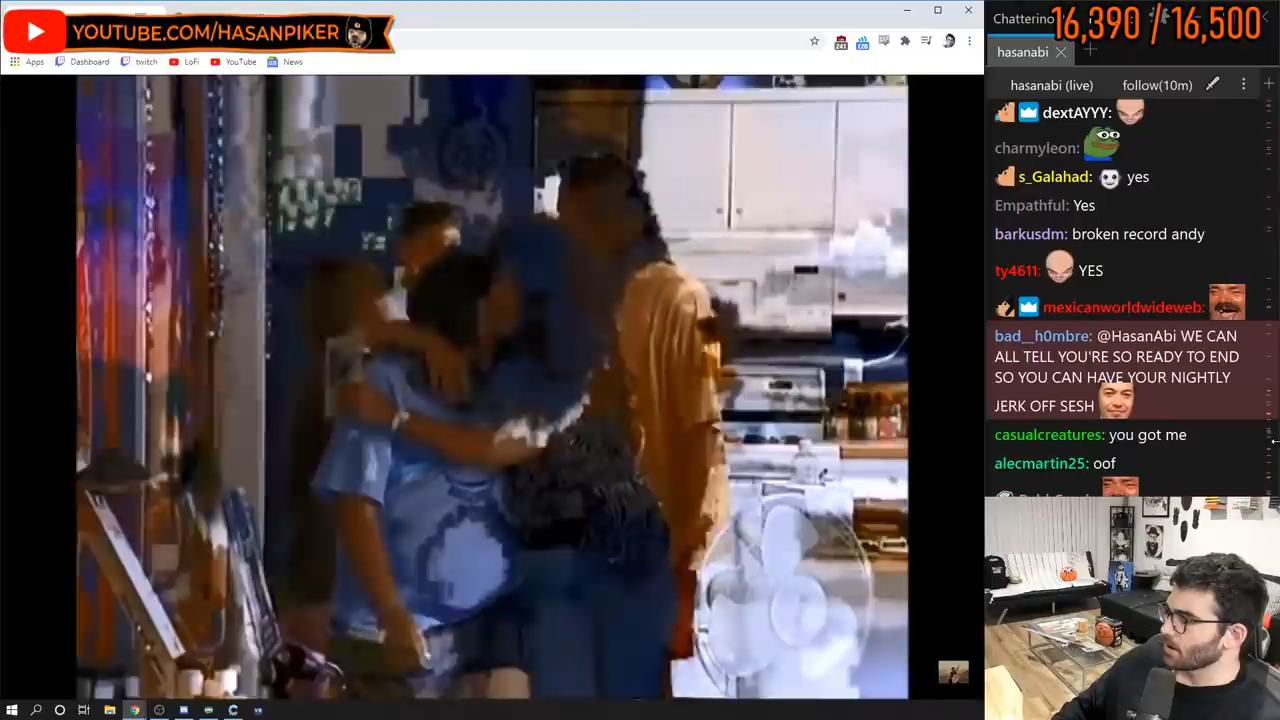 YOUTUBE.COM/HASANPIKER
Apps
Dashboard
twitch
LoFi
YouTube
News
241
120
Chatterino
16,390 / 16,500
hasanabi
hasanabi (live)
follow(10m)
dextAYYY:
charmyleon:
s_Galahad: yes
Empathful: Yes
barkusdm: broken record andy
ty4611: YES
mexicanworldwideweb:
bad__h0mbre: @HasanAbi WE CAN
ALL TELL YOU'RE SO READY TO END
SO YOU CAN HAVE YOUR NIGHTLY
JERK OFF SESH
casualcreatures: you got me
alecmartin25: oof